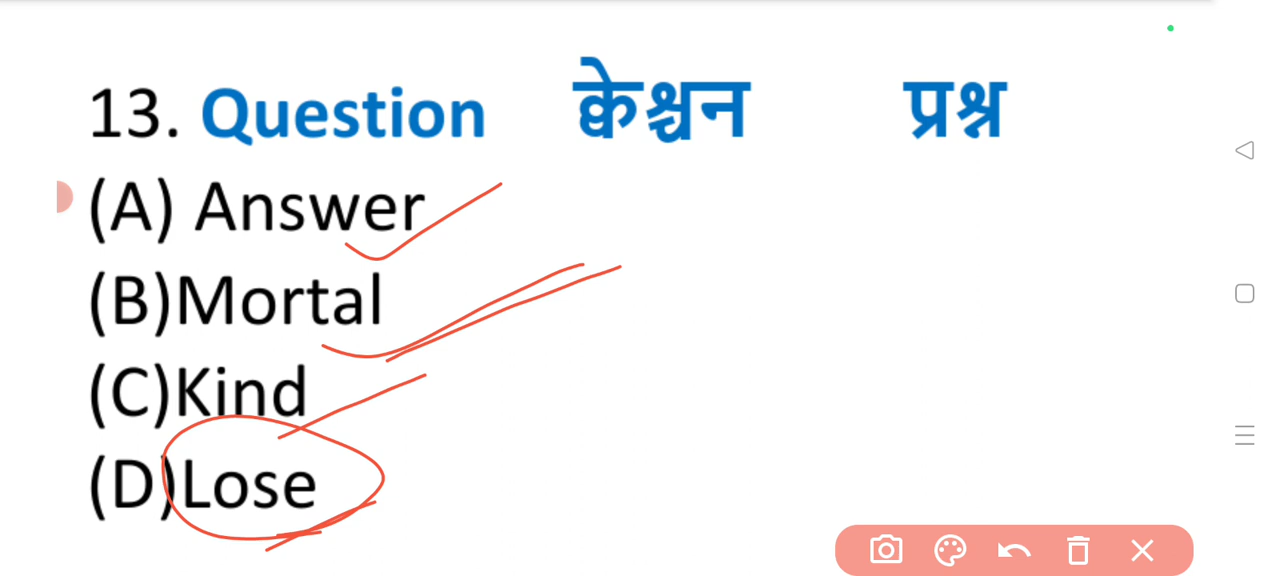 13. Question क्वेश्चन प्रश्न
(A) Answer
(B)Mortal
(C)Kind
(D)Lose